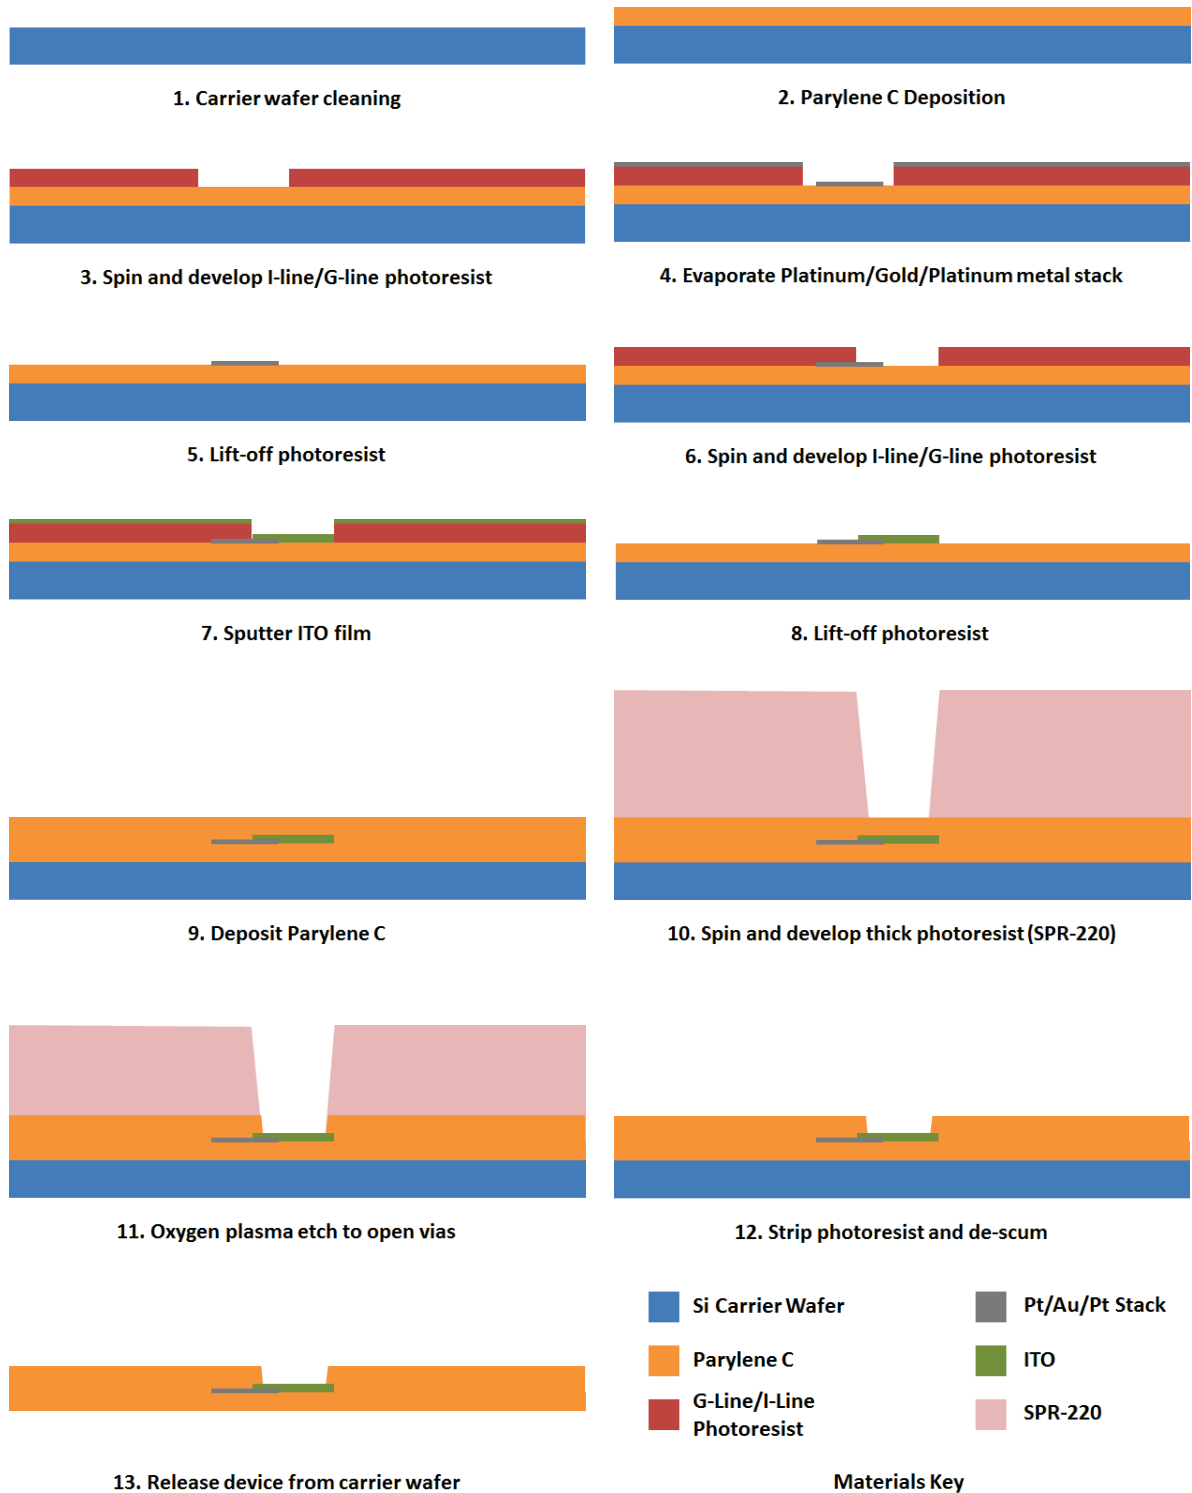 1. Carrier wafer cleaning
2. Parylene C Deposition
3. Spin and develop I-line/G-line photoresist
4. Evaporate Platinum/Gold/Platinum metal stack
5. Lift-off photoresist
6. Spin and develop I-line/G-line photoresist
7. Sputter ITO film
8. Lift-off photoresist
9. Deposit Parylene C
10. Spin and develop thick photoresist (SPR-220)
11. Oxygen plasma etch to open vias
12. Strip photoresist and de-scum
Si Carrier Wafer
Pt/Au/Pt Stack
Parylene C
ITO
G-Line/I-Line
Photoresist
SPR-220
13. Release device from carrier wafer
Materials Key